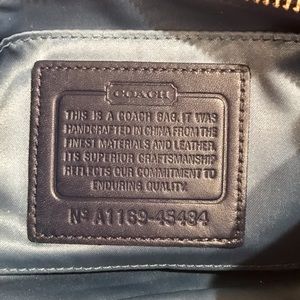 COACH
THIS IS A COACH BAG. IT WAS
HANDCRAFTED IN CHINA FROM THE
FINEST MATERIALS AND LEATHER.
ITS SUPERIOR CRAFTSMANSHIP
REFLECTS OUR COMMITMENT TO
ENDURING QUALITY.
Nº A1169-45484